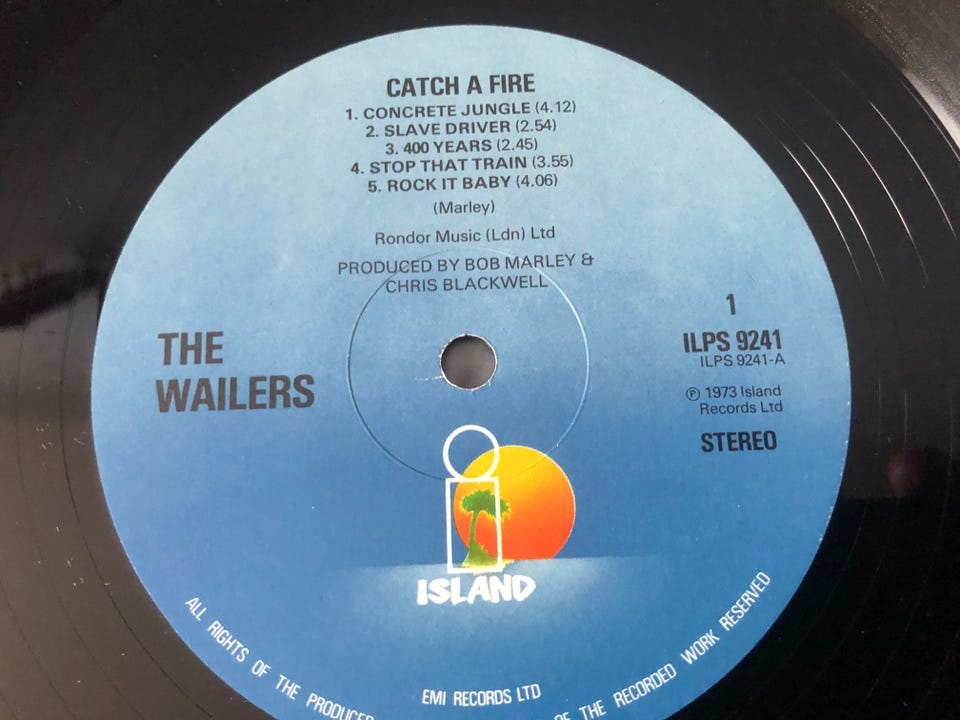 CATCH A FIRE
1. CONCRETE JUNGLE (4.12)
2. SLAVE DRIVER (2.54)
3. 400 YEARS (2.45)
4. STOP THAT TRAIN (3.55)
5. ROCK IT BABY (4.06)
(Marley)
Rondor Music (Ldn) Ltd
PRODUCED BY BOB MARLEY &
CHRIS BLACKWELL
THE
WAILERS
1
ILPS 9241
ILPS 9241-A
℗ 1973 Island
Records Ltd
STEREO
i
ISLAND
ALL RIGHTS OF THE PRODUCER
OF THE RECORDED WORK RESERVED
EMI RECORDS LTD